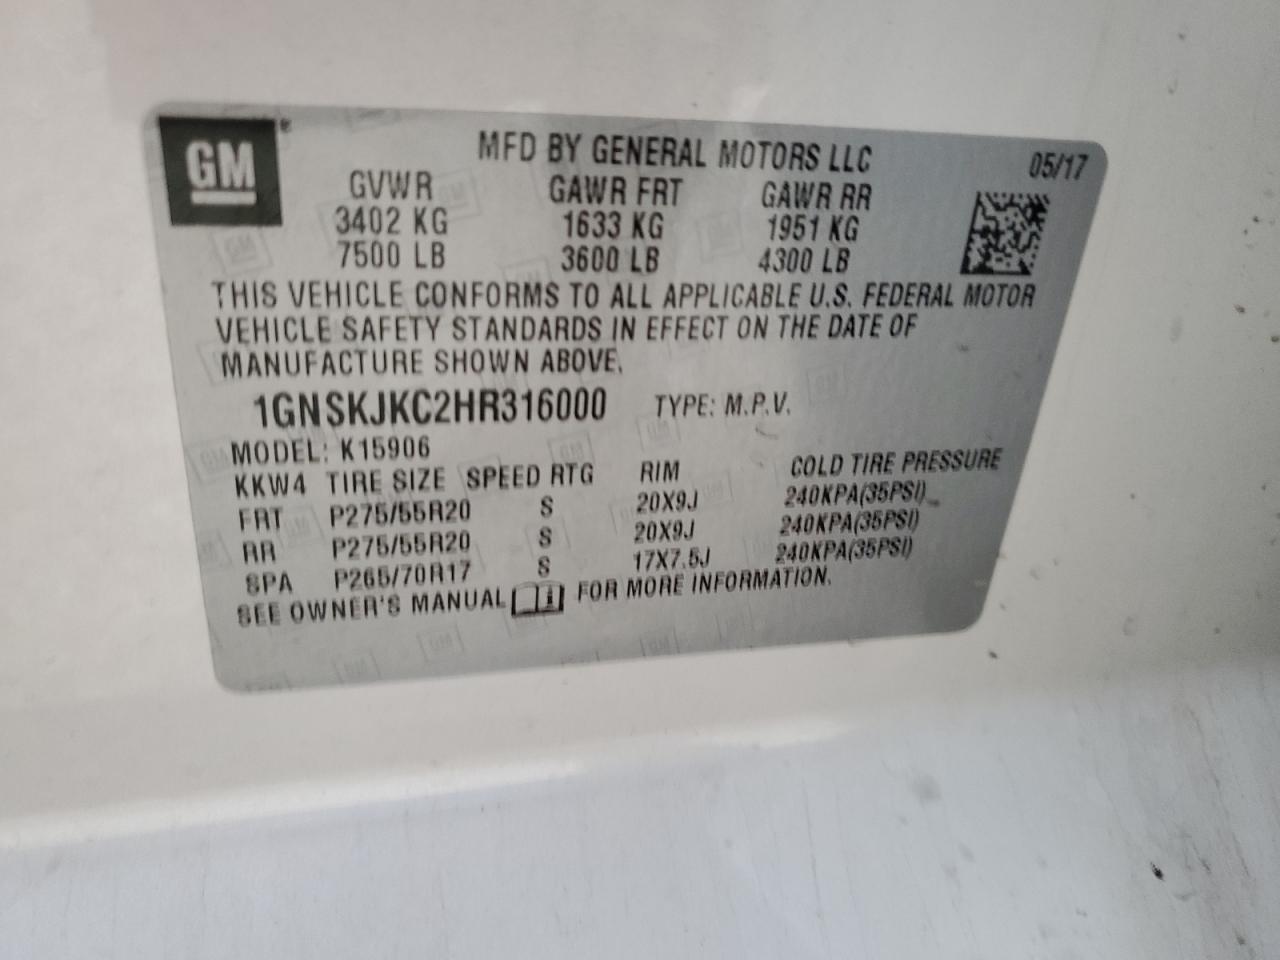 GM
MFD BY GENERAL MOTORS LLC 05/17
GVWR GAWR FRT GAWR RR
3402 KG 1633 KG 1951 KG
7500 LB 3600 LB 4300 LB
THIS VEHICLE CONFORMS TO ALL APPLICABLE U.S. FEDERAL MOTOR
VEHICLE SAFETY STANDARDS IN EFFECT ON THE DATE OF
MANUFACTURE SHOWN ABOVE.
1GNSKJKC2HR316000 TYPE: M.P.V.
MODEL: K15906
KKW4 TIRE SIZE SPEED RTG RIM COLD TIRE PRESSURE
FRT P275/55R20 S 20X9J 240KPA(35PSI)
RR P275/55R20 S 20X9J 240KPA(35PSI)
SPA P265/70R17 S 17X7.5J 240KPA(35PSI)
SEE OWNER'S MANUAL FOR MORE INFORMATION.